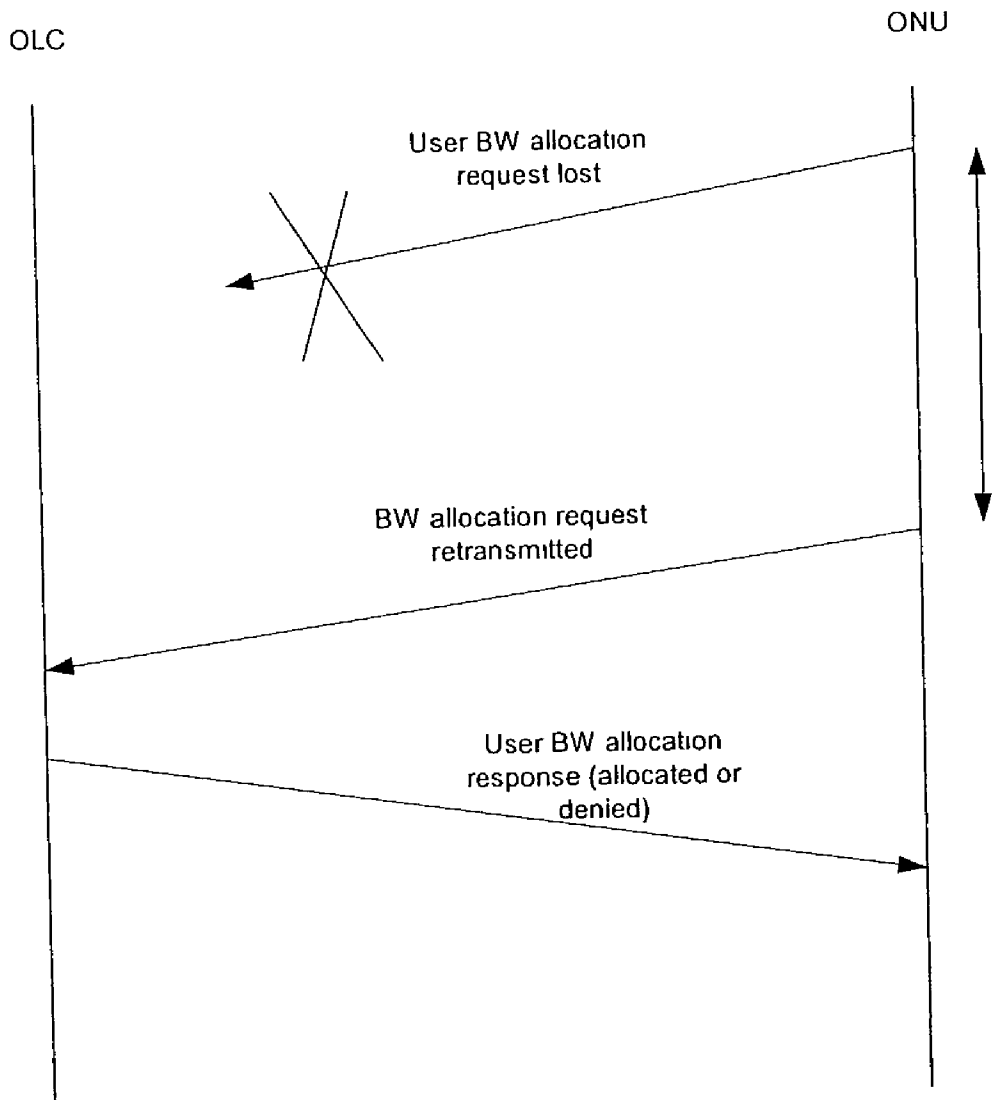 OLC
ONU
User BW allocation
request lost
BW allocation request
retransmitted
User BW allocation
response (allocated or
denied)